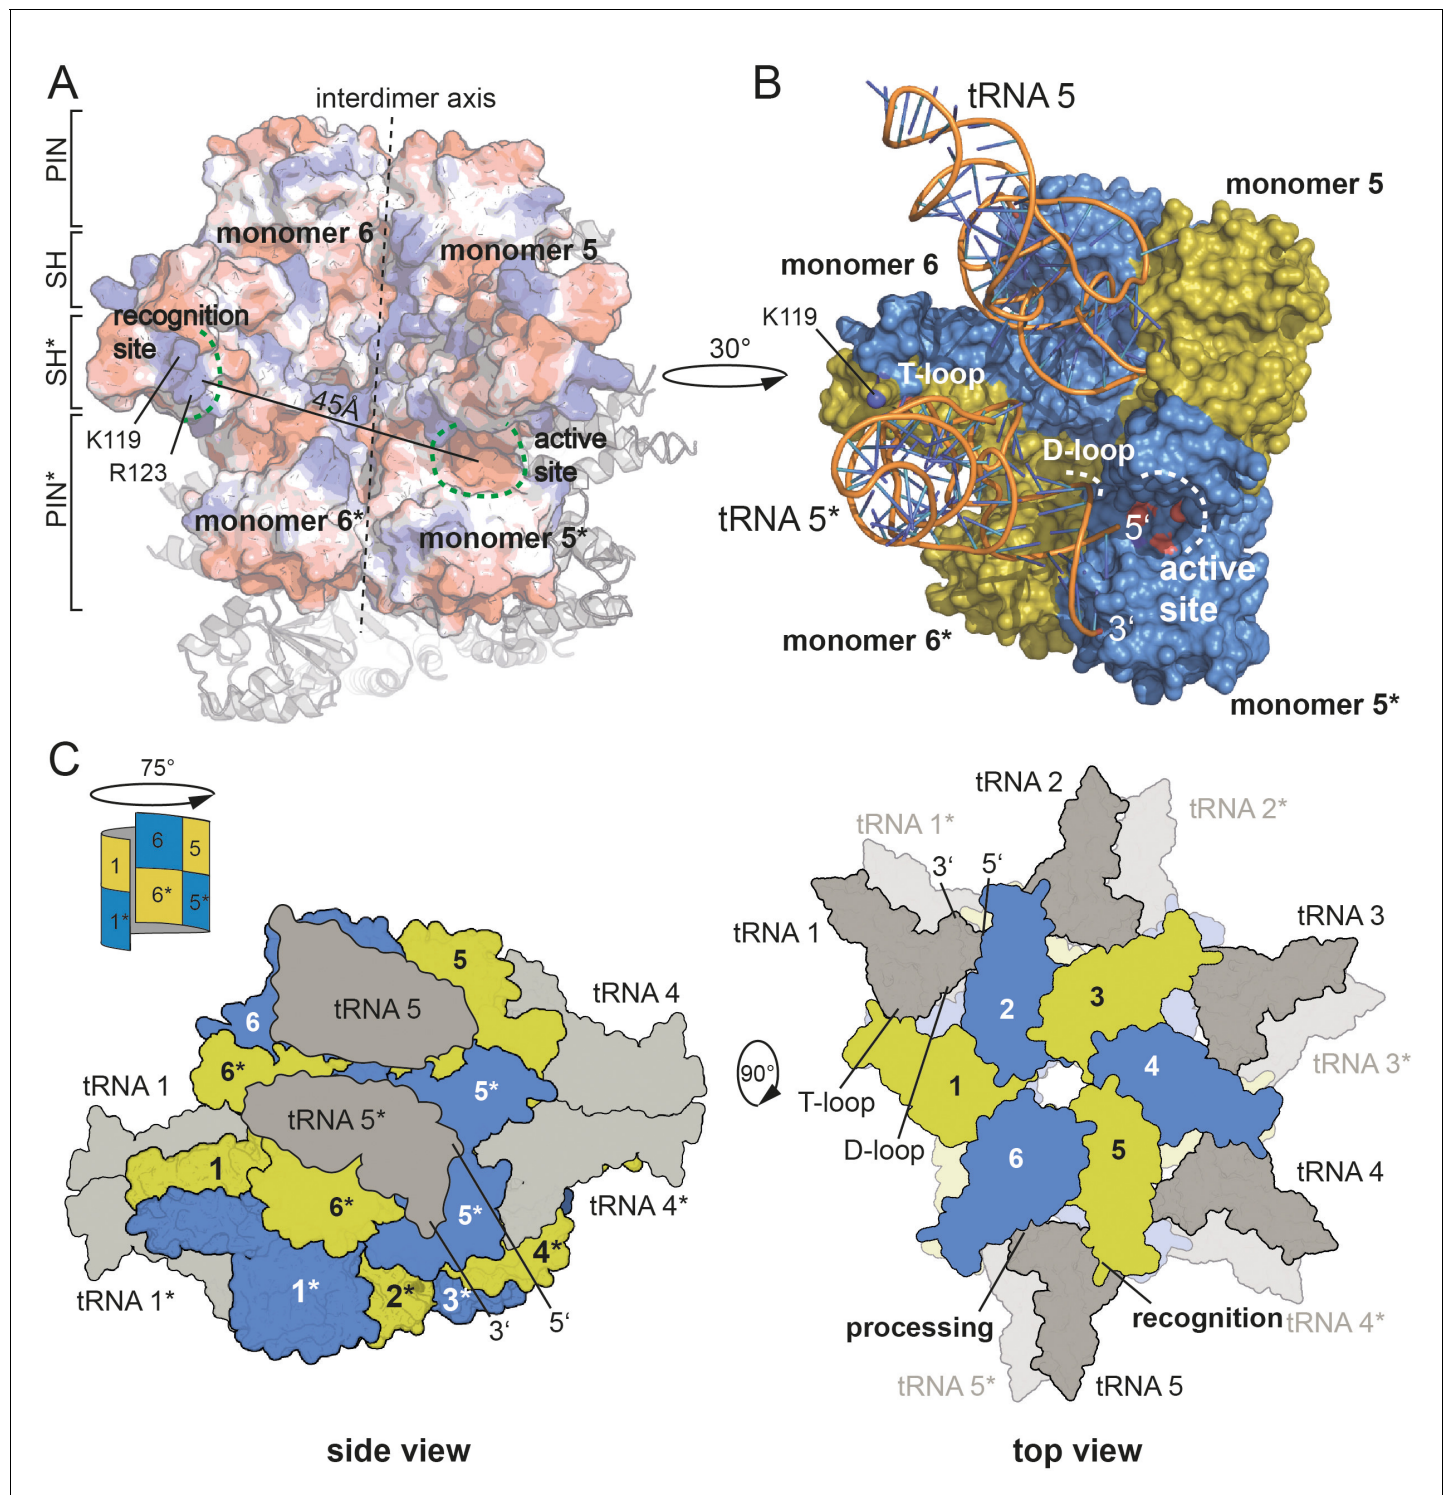 A
interdimer axis
PIN
SH
SH*
PIN*
monomer 6
monomer 5
recognition
site
45Å
K119
R123
active
site
monomer 6*
monomer 5*
30°
B
tRNA 5
monomer 5
monomer 6
K119
T-loop
D-loop
tRNA 5*
5‘
active
site
3‘
monomer 6*
monomer 5*
C
75°
6
5
1
6*
5*
1*
5
tRNA 4
tRNA 5
6
6*
5*
tRNA 1
tRNA 5*
1
6*
5*
tRNA 4*
4*
tRNA 1*
1*
2*
3*
3‘
5‘
side view
90°
tRNA 2
tRNA 2*
tRNA 1*
3‘
5‘
tRNA 1
tRNA 3
2
3
4
tRNA 3*
1
T-loop
D-loop
6
5
tRNA 4
processing
recognition
tRNA 4*
tRNA 5*
tRNA 5
top view